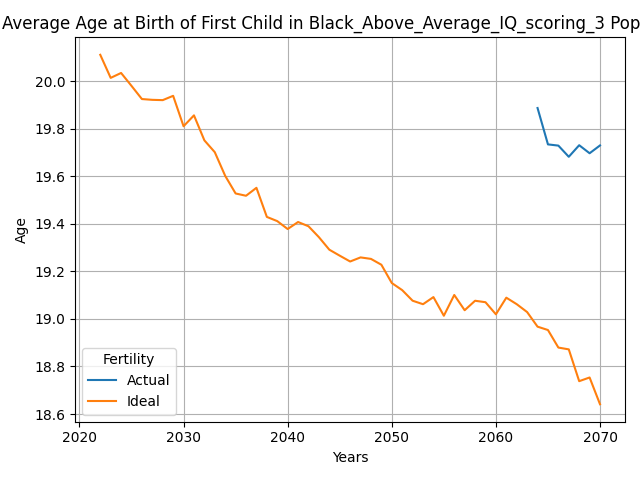 Average Age at Birth of First Child in Black_Above_Average_IQ_scoring_3 Pop
20.0
19.8
19.6
19.4
19.2
19.0
18.8
18.6
Age
Fertility
Actual
Ideal
2020 2030 2040 2050 2060 2070
Years